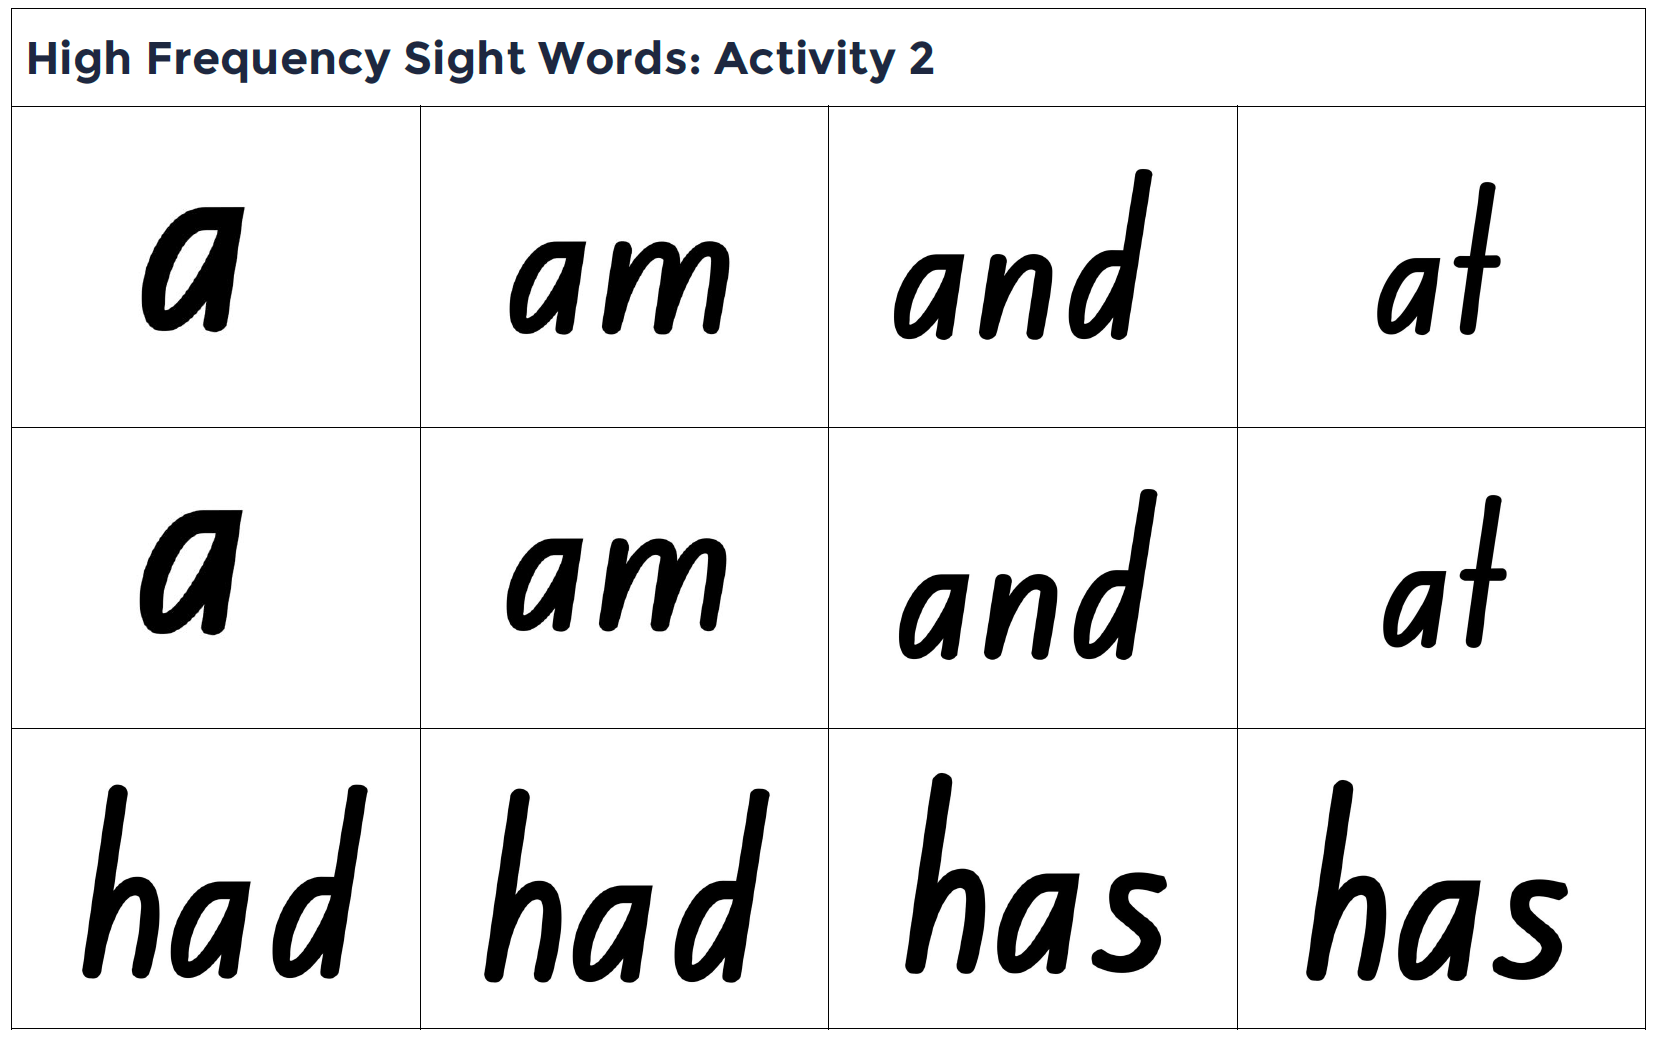 High Frequency Sight Words: Activity 2
a am and at
a am and at
had had has has